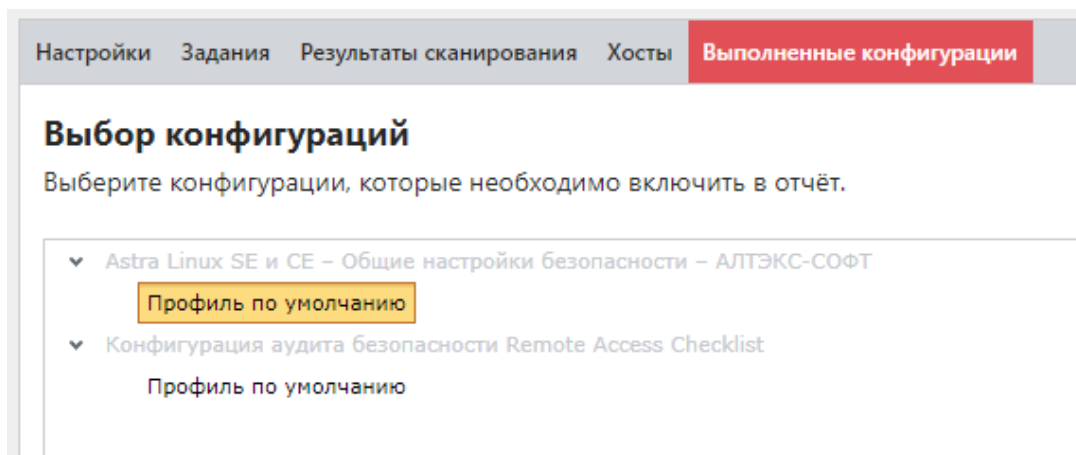 Настройки Задания Результаты сканирования Хосты Выполненные конфигурации
Выбор конфигураций
Выберите конфигурации, которые необходимо включить в отчёт.
Astra Linux SE и CE – Общие настройки безопасности – АЛТЭКС-СОФТ
Профиль по умолчанию
Конфигурация аудита безопасности Remote Access Checklist
Профиль по умолчанию